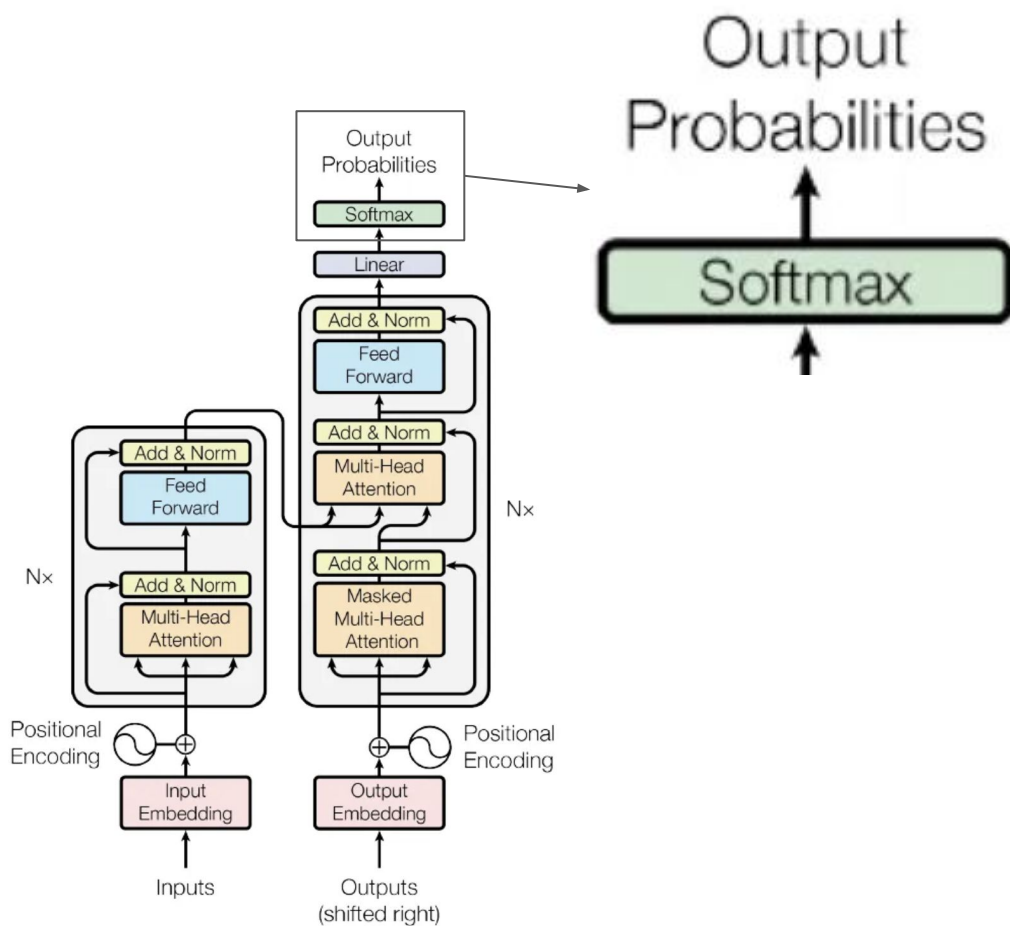 Output
Probabilities
Softmax
Output
Probabilities
Softmax
Linear
Add & Norm
Feed
Forward
Add & Norm
Multi-Head
Attention
Nx
Add & Norm
Masked
Multi-Head
Attention
Add & Norm
Feed
Forward
Nx
Add & Norm
Multi-Head
Attention
Positional
Encoding
Positional
Encoding
Input
Embedding
Output
Embedding
Inputs
Outputs
(shifted right)